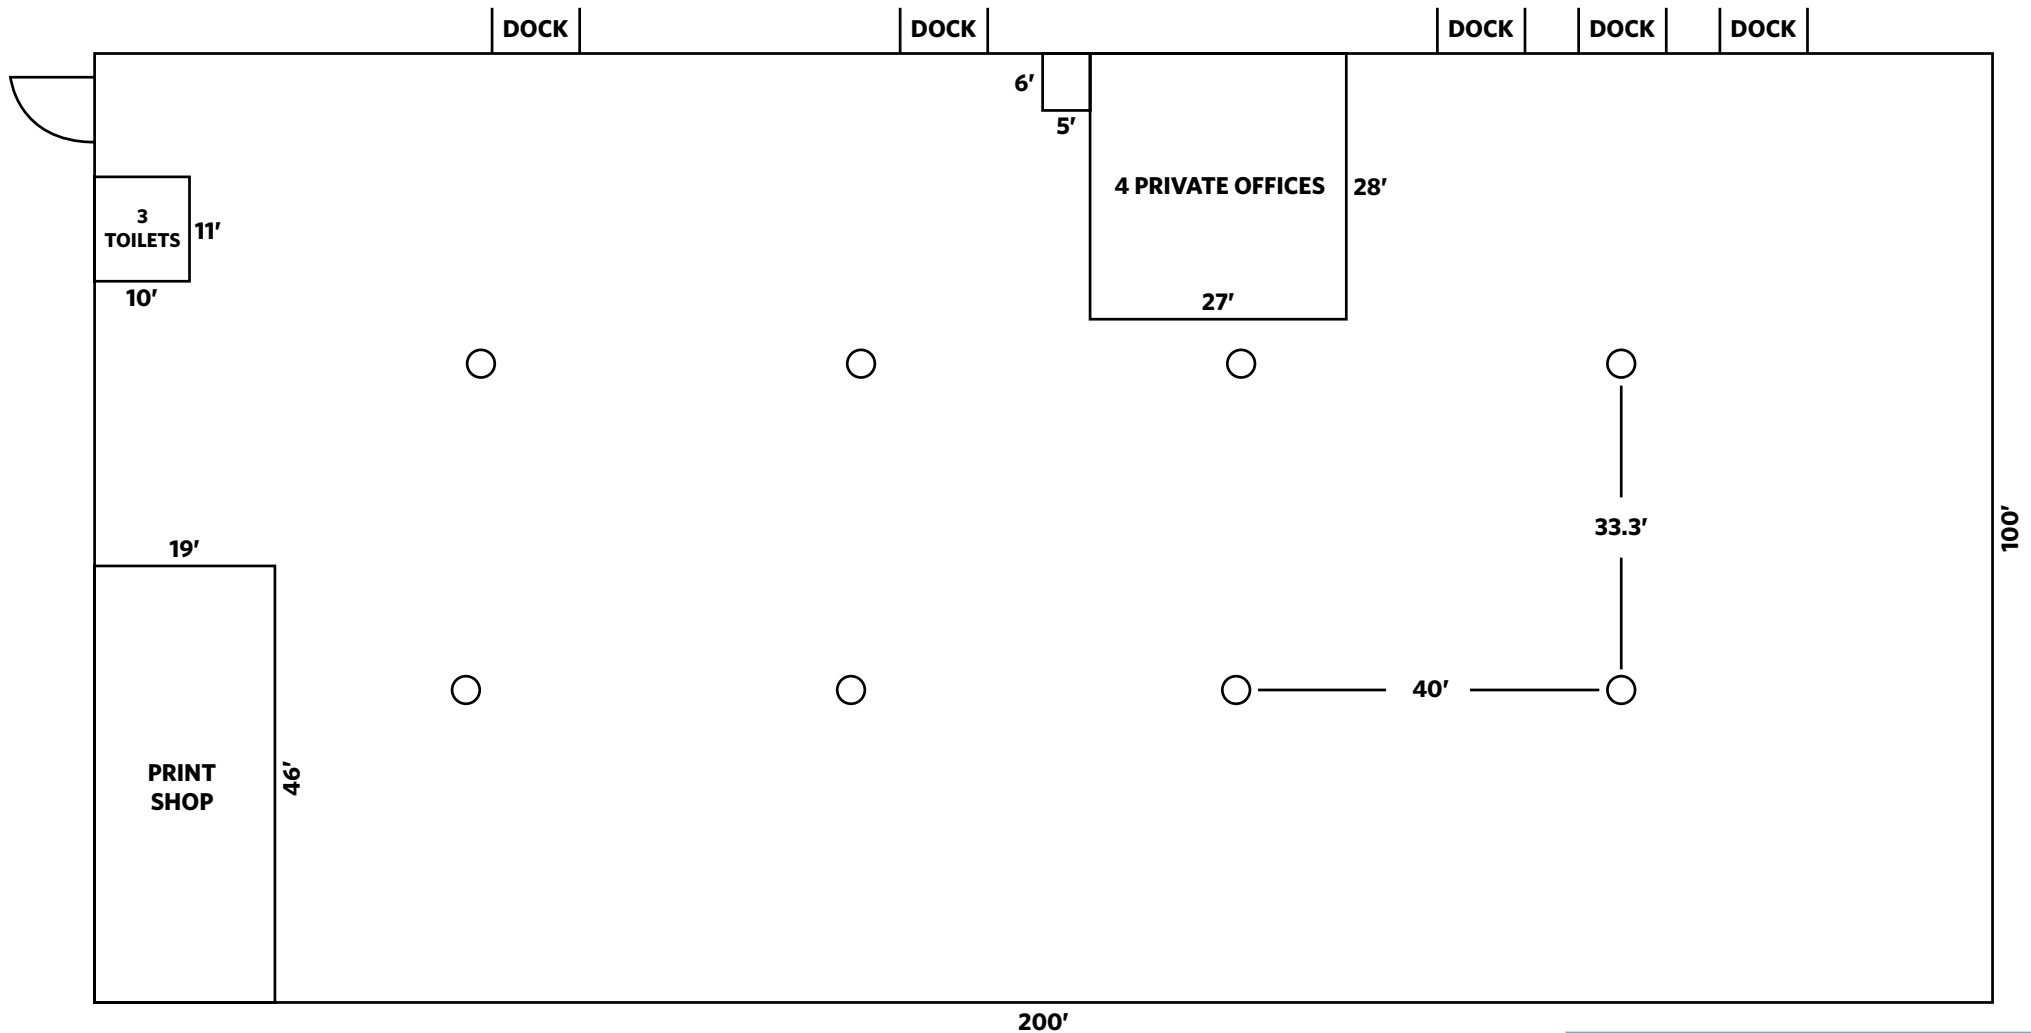 DOCK
DOCK
DOCK
DOCK
DOCK
6′
5′
4 PRIVATE OFFICES
28′
27′
3
TOILETS
11′
10′
19′
33.3′
100′
40′
PRINT
SHOP
46′
200′